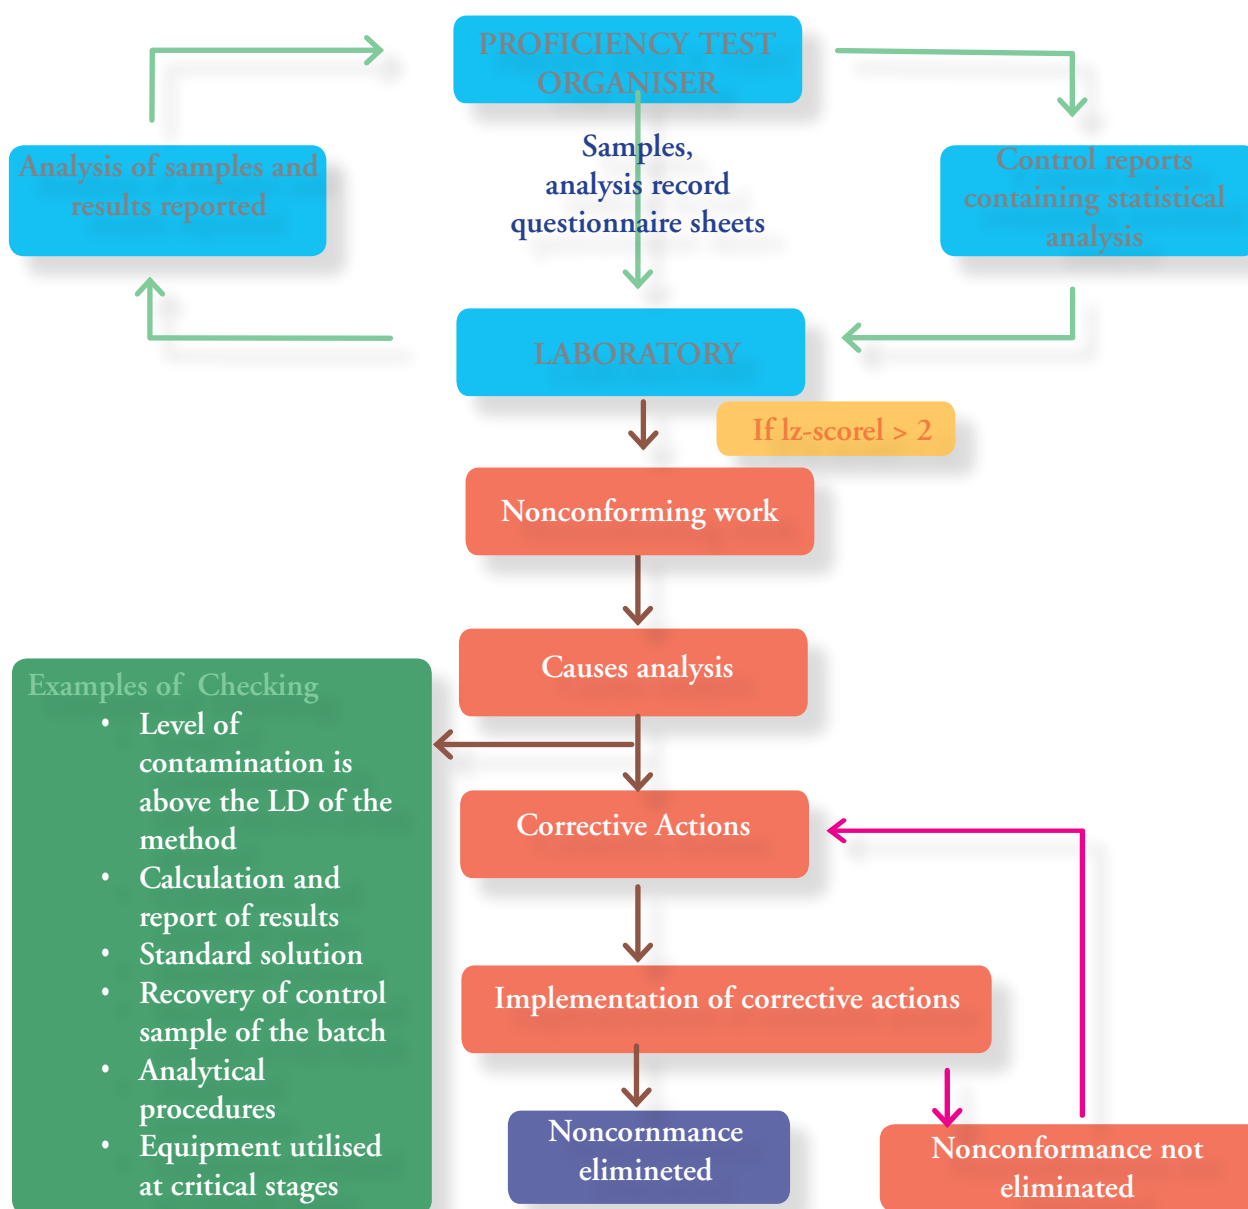 PROFICIENCY TEST
ORGANISER
Analysis of samples and
results reported
Samples,
analysis record
questionnaire sheets
Control reports
containing statistical
analysis
LABORATORY
If lz-scorel > 2
Nonconforming work
Causes analysis
Examples of Checking
• Level of
contamination is
above the LD of the
method
• Calculation and
report of results
• Standard solution
• Recovery of control
sample of the batch
• Analytical
procedures
• Equipment utilised
at critical stages
Corrective Actions
Implementation of corrective actions
Noncornmance
elimineted
Nonconformance not
eliminated